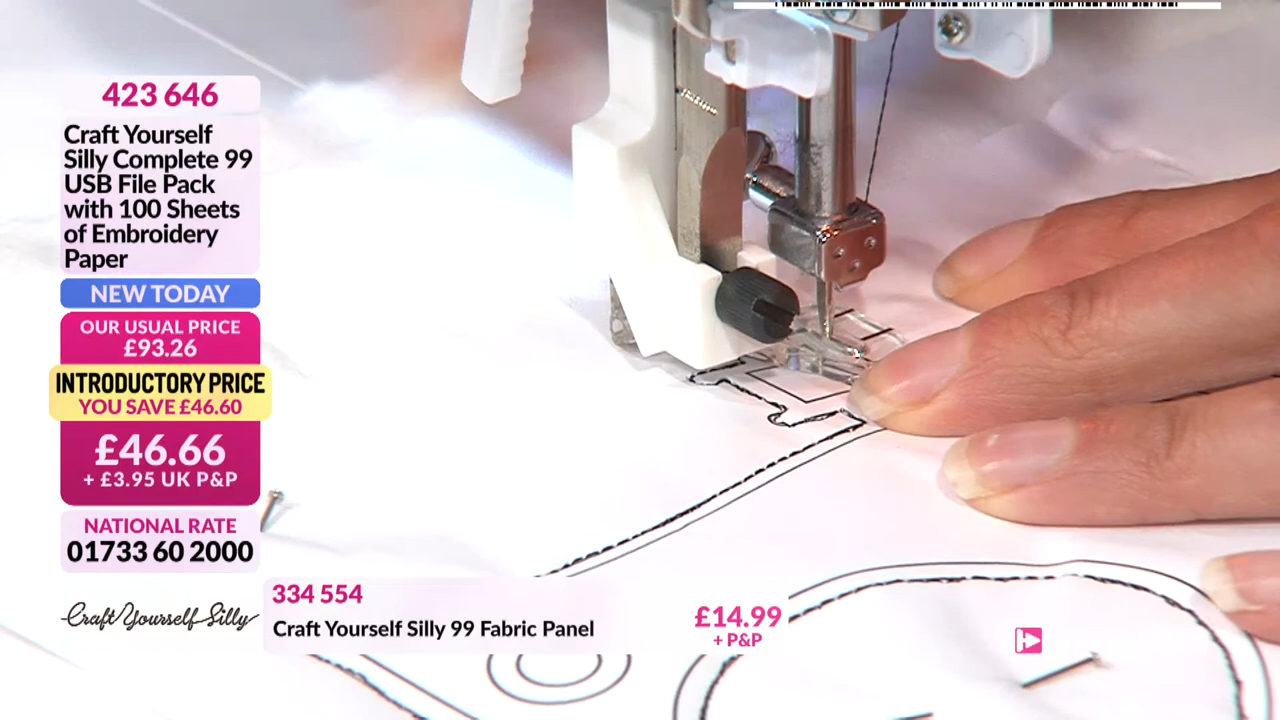 423 646
Craft Yourself
Silly Complete 99
USB File Pack
with 100 Sheets
of Embroidery
Paper
NEW TODAY
OUR USUAL PRICE
£93.26
INTRODUCTORY PRICE
YOU SAVE £46.60
£46.66
+ £3.95 UK P&P
NATIONAL RATE
01733 60 2000
Craft Yourself Silly
334 554
Craft Yourself Silly 99 Fabric Panel
£14.99
+ P&P